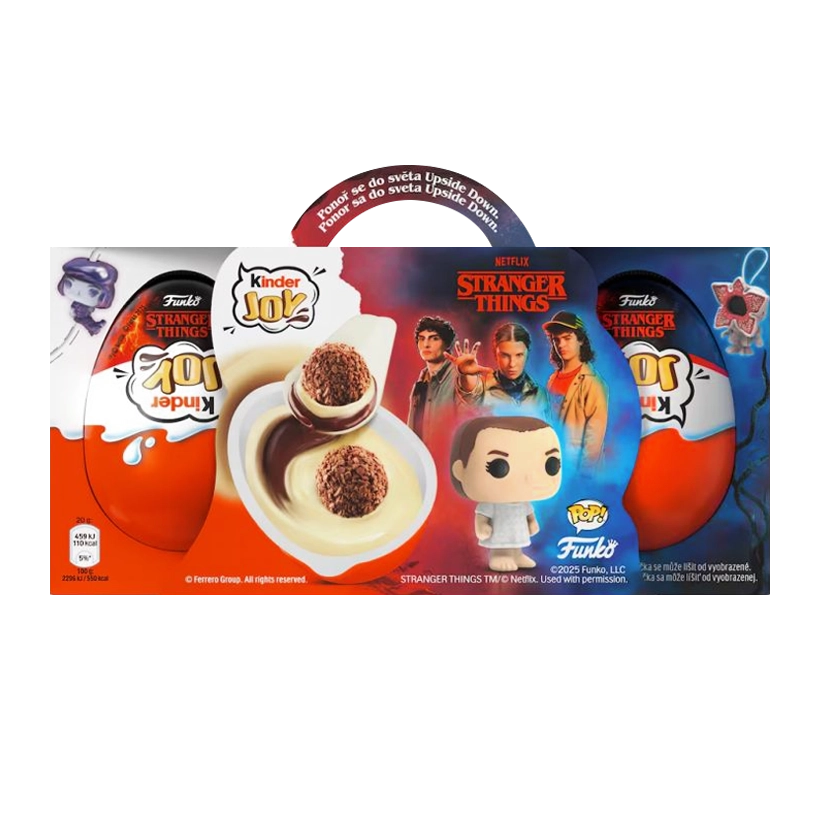 Ponoř se do světa Upside Down.
Ponor sa do sveta Upside Down.
Kinder
JOY
NETFLIX
STRANGER
THINGS
Funko
STRANGER
THINGS
JOY
Kinder
Funko
STRANGER
THINGS
JOY
Kinder
20 g
459 kJ
110 kcal
5%*
100 g
2296 kJ/550 kcal
© Ferrero Group. All rights reserved.
POP!
Funko
©2025 Funko, LLC
STRANGER THINGS TM/© Netflix. Used with permission.
se může lišit od vyobrazené.
sa môže líšiť od vyobrazenej.